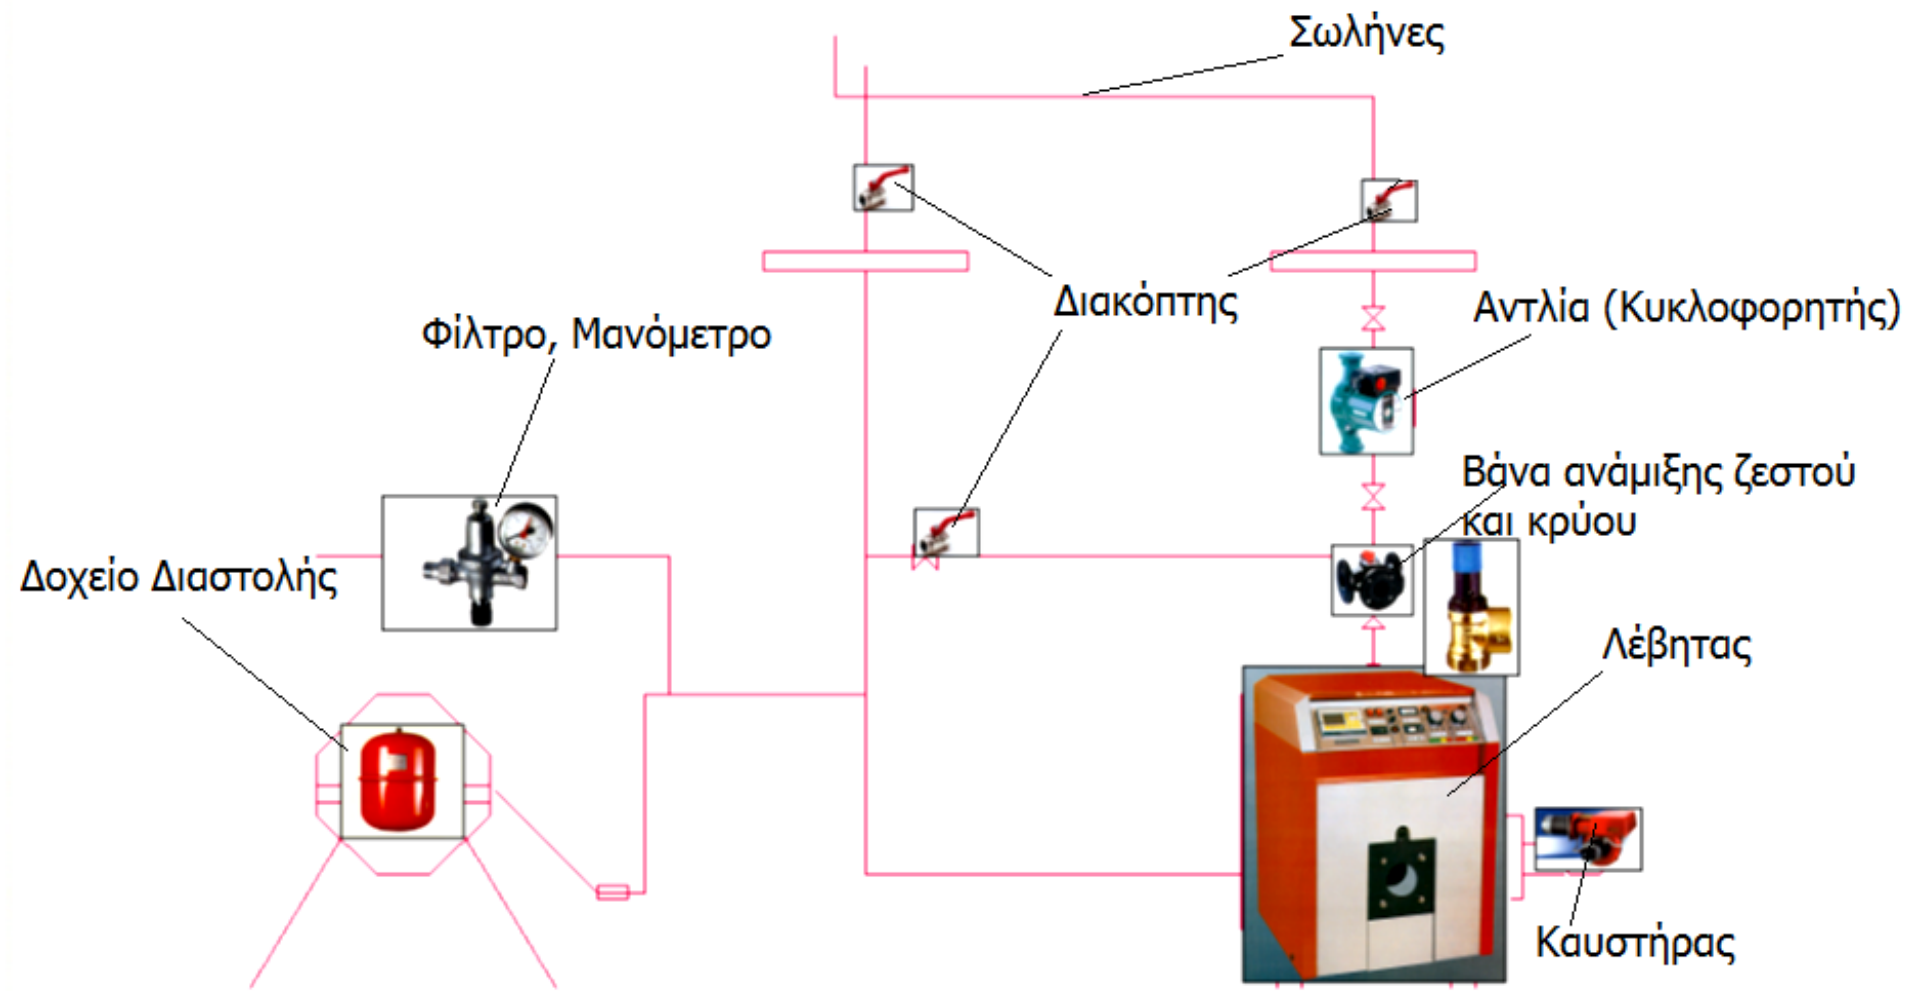 Σωλήνες
Διακόπτης
Αντλία (Κυκλοφορητής)
Φίλτρο, Μανόμετρο
Βάνα ανάμιξης ζεστού
και κρύου
Δοχείο Διαστολής
Λέβητας
Καυστήρας